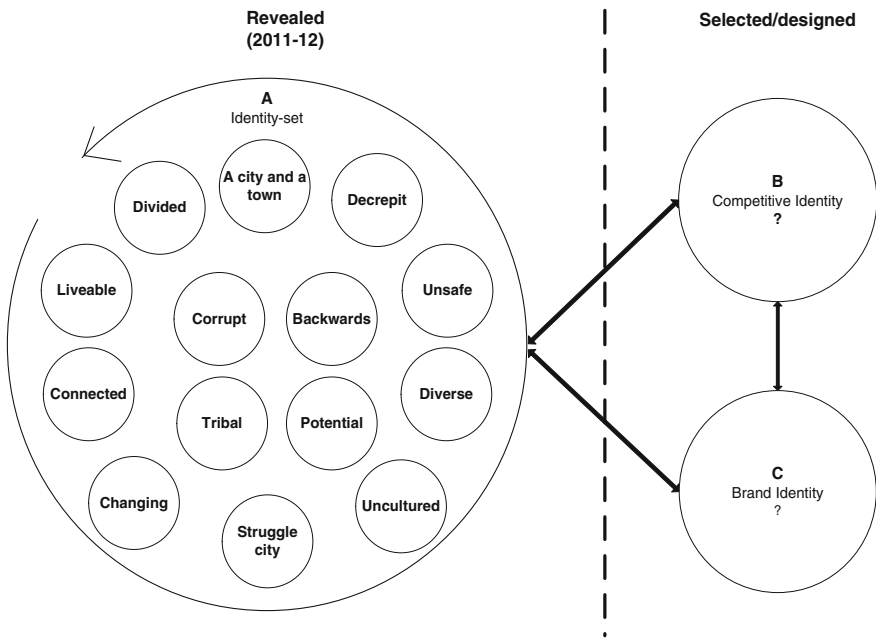 Revealed
(2011-12)
Selected/designed
A
Identity-set
A city and a
town
Divided
Decrepit
Liveable
Unsafe
Corrupt
Backwards
Connected
Diverse
Tribal
Potential
Changing
Uncultured
Struggle
city
B
Competitive Identity
?
C
Brand Identity
?